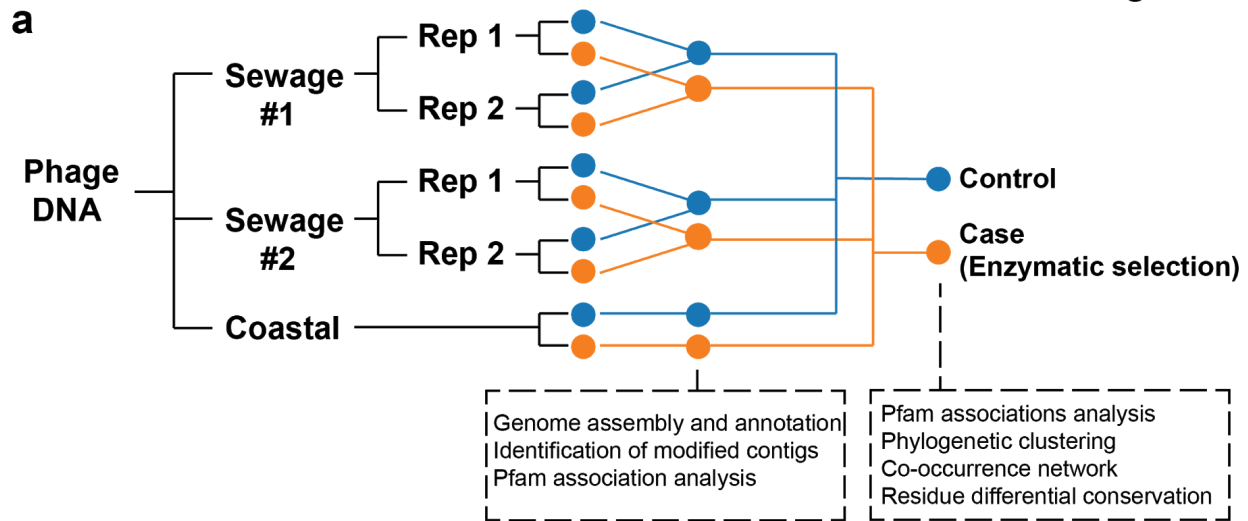 a
Phage
DNA
Sewage
#1
Rep 1
Rep 2
Sewage
#2
Rep 1
Rep 2
Coastal
Control
Case
(Enzymatic selection)
Genome assembly and annotation
Identification of modified contigs
Pfam association analysis
Pfam associations analysis
Phylogenetic clustering
Co-occurrence network
Residue differential conservation